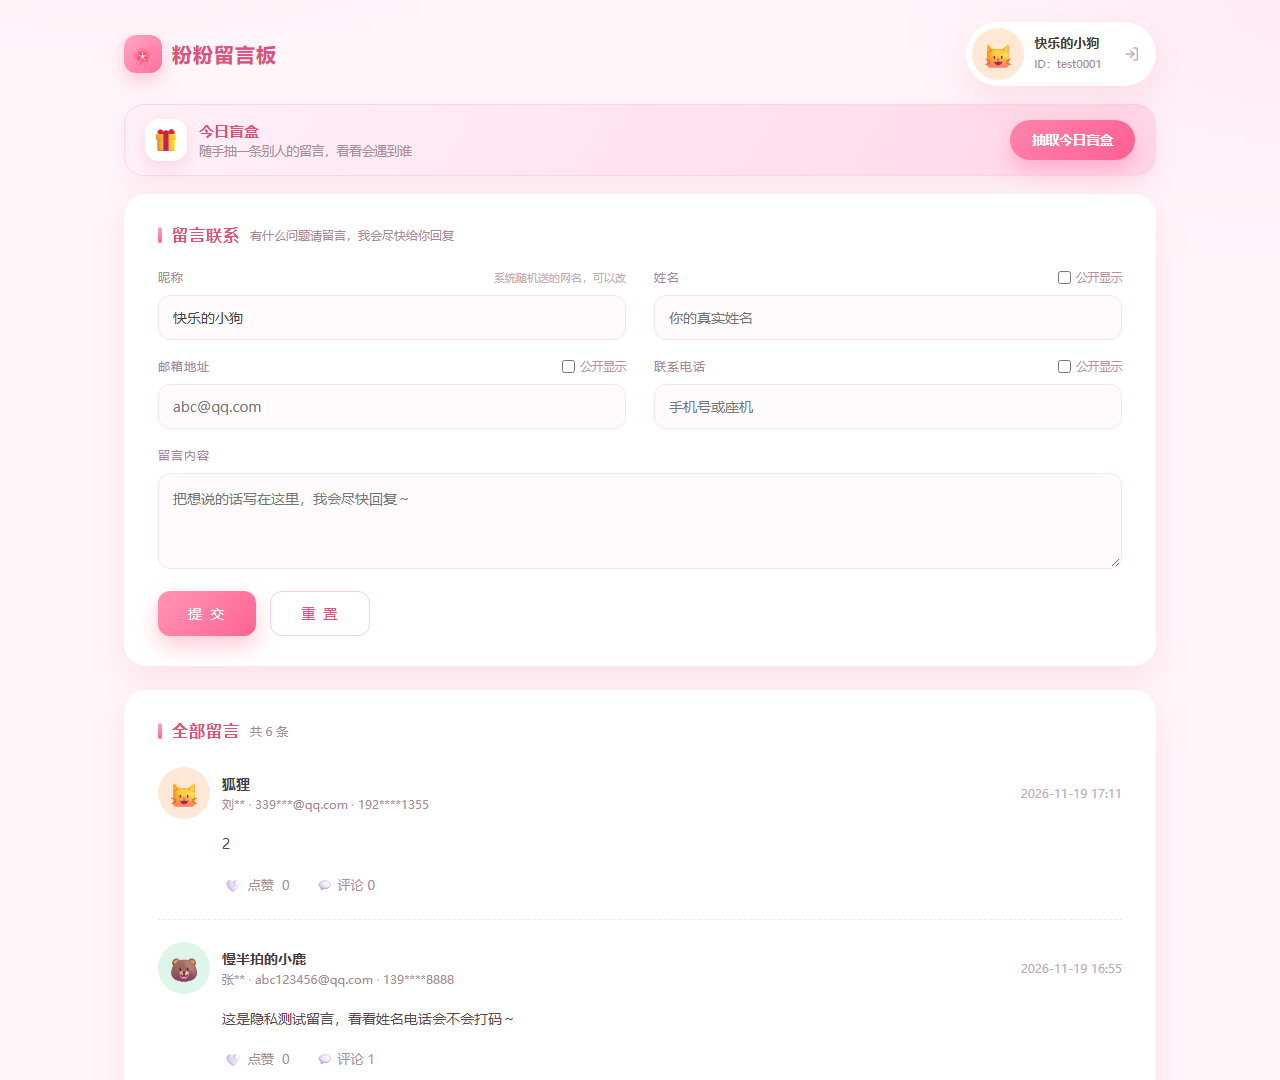 粉粉留言板
快乐的小狗
ID：test0001
今日盲盒
随手抽一条别人的留言，看看会遇到谁
抽取今日盲盒
留言联系 有什么问题请留言，我会尽快给你回复
昵称 系统随机送的网名，可以改
姓名 公开显示
快乐的小狗
你的真实姓名
邮箱地址 公开显示
联系电话 公开显示
abc@qq.com
手机号或座机
留言内容
把想说的话写在这里，我会尽快回复～
提 交
重 置
全部留言 共 6 条
狐狸
刘** · 339***@qq.com · 192****1355
2026-11-19 17:11
2
点赞 0 评论 0
慢半拍的小鹿
张** · abc123456@qq.com · 139****8888
2026-11-19 16:55
这是隐私测试留言，看看姓名电话会不会打码～
点赞 0 评论 1